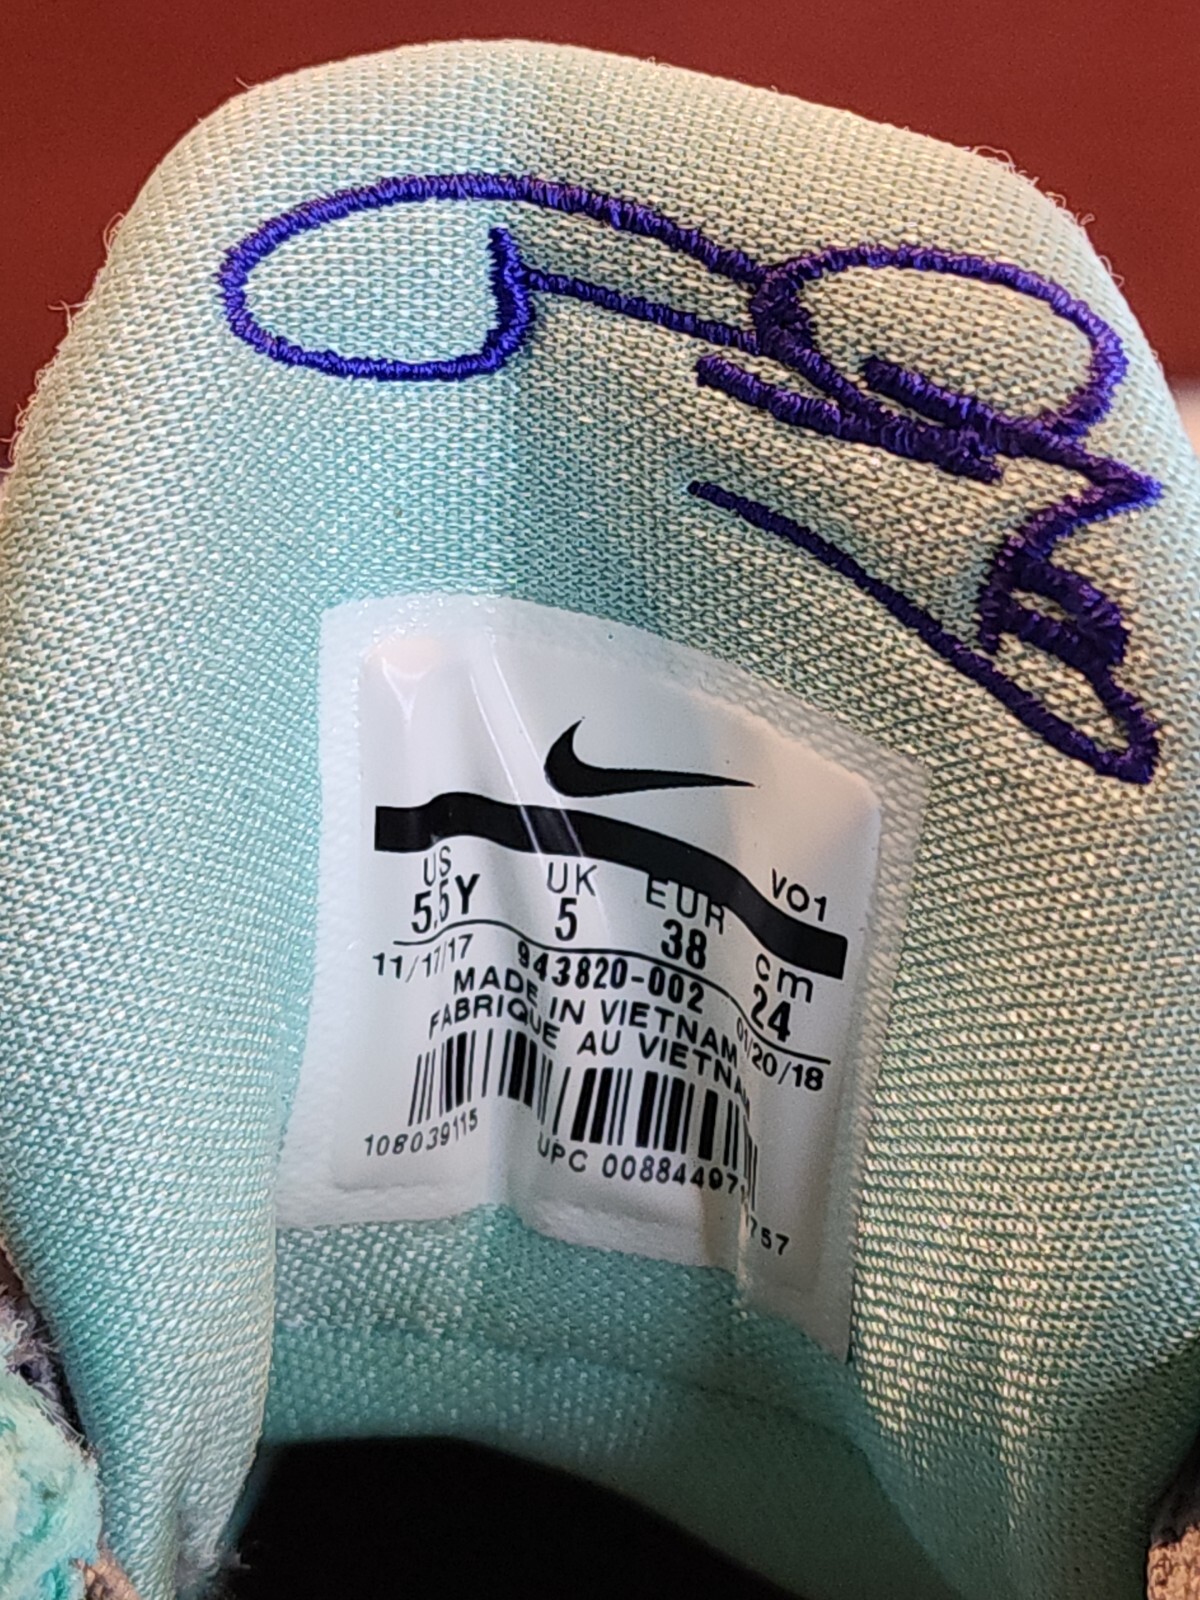 VO1
US UK EUR cm
5.5Y 5 38 24
11/17/17 943820-002 01/20/18
MADE IN VIETNAM
FABRIQUE AU VIETNAM
108039115 UPC 0088449
757